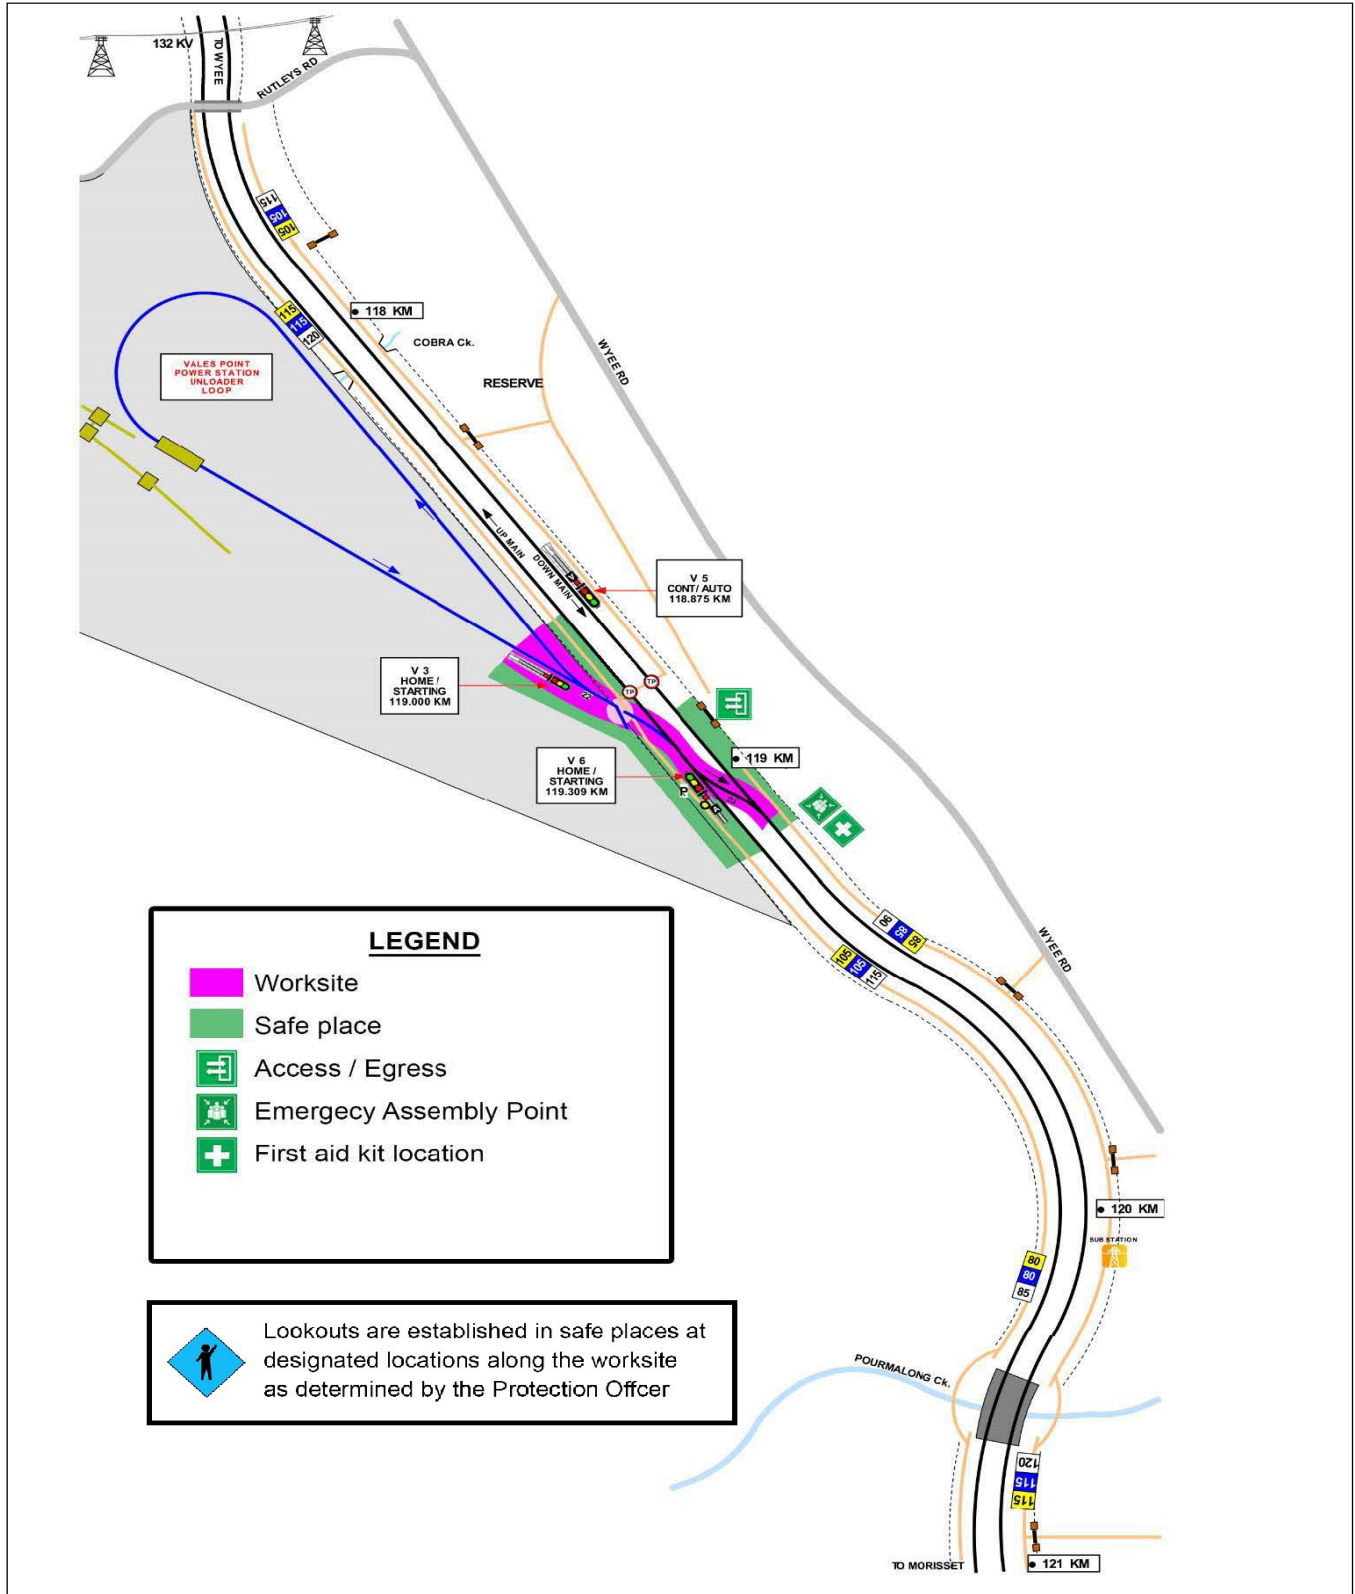 132 KV
TO WYEE
RUTLEYS RD
115
105
105
115
115
120
118 KM
COBRA Ck.
WYEE RD
VALES POINT
POWER STATION
UNLOADER
LOOP
RESERVE
UP MAIN
DOWN MAIN
V 5
CONT/ AUTO
118.875 KM
V 3
HOME /
STARTING
119.000 KM
22
TP
TP
119 KM
V 6
HOME /
STARTING
119.309 KM
P
23
90
85
85
WYEE RD
105
105
115
LEGEND
Worksite
Safe place
Access / Egress
Emergecy Assembly Point
First aid kit location
120 KM
SUB STATION
80
80
85
Lookouts are established in safe places at
designated locations along the worksite
as determined by the Protection Offcer
POURMALONG Ck.
120
115
115
TO MORISSET
121 KM